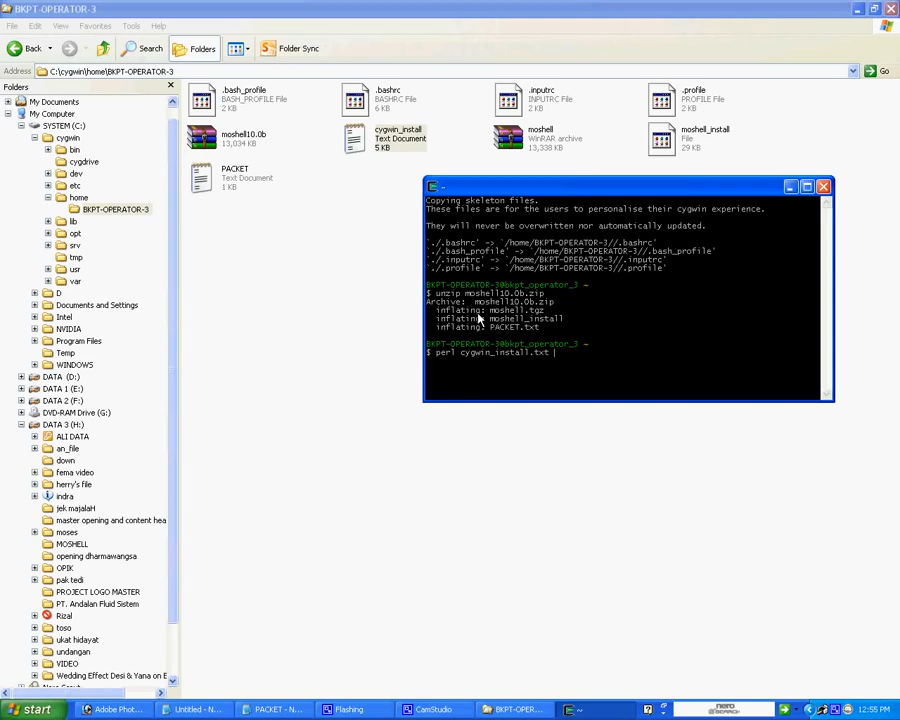 BKPT-OPERATOR-3
File Edit View Favorites Tools Help
Back Search Folders Folder Sync
Address C:\cygwin\home\BKPT-OPERATOR-3 Go
Folders
My Documents
My Computer
SYSTEM (C:)
cygwin
bin
cygdrive
dev
etc
home
BKPT-OPERATOR-3
lib
opt
srv
tmp
usr
var
D
Documents and Settings
Intel
NVIDIA
Program Files
Temp
WINDOWS
DATA (D:)
DATA 1 (E:)
DATA 2 (F:)
DVD-RAM Drive (G:)
DATA 3 (H:)
ALI DATA
an_file
down
fema video
herry's file
indra
jek majalaH
master opening and content hea
moses
MOSHELL
opening dharmawangsa
OPIK
pak tedi
PROJECT LOGO MASTER
PT. Andalan Fluid Sistem
Rizal
toso
ukat hidayat
undangan
VIDEO
Wedding Effect Desi & Yana on E
.bash_profile
BASH_PROFILE File
2 KB
.bashrc
BASHRC File
6 KB
.inputrc
INPUTRC File
2 KB
.profile
PROFILE File
2 KB
moshell10.0b
13,034 KB
cygwin_install
Text Document
5 KB
moshell
WinRAR archive
13,338 KB
moshell_install
File
29 KB
PACKET
Text Document
1 KB
~
Copying skeleton files.
These files are for the users to personalise their cygwin experience.
They will never be overwritten nor automatically updated.
`./.bashrc' -> `/home/BKPT-OPERATOR-3//.bashrc'
`./.bash_profile' -> `/home/BKPT-OPERATOR-3//.bash_profile'
`./.inputrc' -> `/home/BKPT-OPERATOR-3//.inputrc'
`./.profile' -> `/home/BKPT-OPERATOR-3//.profile'
BKPT-OPERATOR-3@bkpt_operator_3 ~
$ unzip moshell10.0b.zip
Archive: moshell10.0b.zip
inflating: moshell.tgz
inflating: moshell_install
inflating: PACKET.txt
BKPT-OPERATOR-3@bkpt_operator_3 ~
$ perl cygwin_install.txt
start Adobe Phot... Untitled - N... PACKET - N... Flashing CamStudio BKPT-OPER... ~ nero SEARCH 12:55 PM